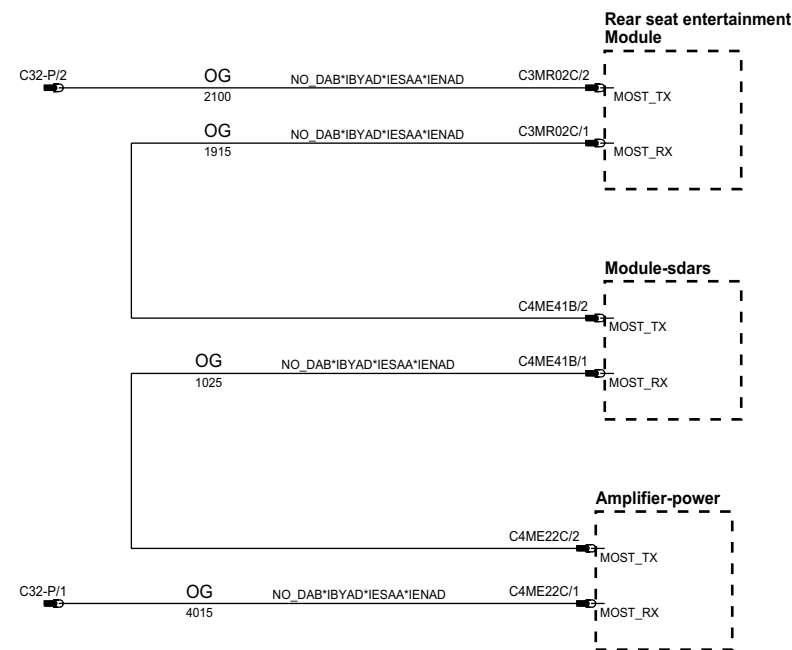 Rear seat entertainment
Module
C32-P/2
OG
NO_DAB*IBYAD*IESAA*IENAD
C3MR02C/2
2100
MOST_TX
OG
NO_DAB*IBYAD*IESAA*IENAD
C3MR02C/1
1915
MOST_RX
Module-sdars
C4ME41B/2
MOST_TX
OG
NO_DAB*IBYAD*IESAA*IENAD
C4ME41B/1
1025
MOST_RX
Amplifier-power
C4ME22C/2
MOST_TX
C32-P/1
OG
NO_DAB*IBYAD*IESAA*IENAD
C4ME22C/1
4015
MOST_RX